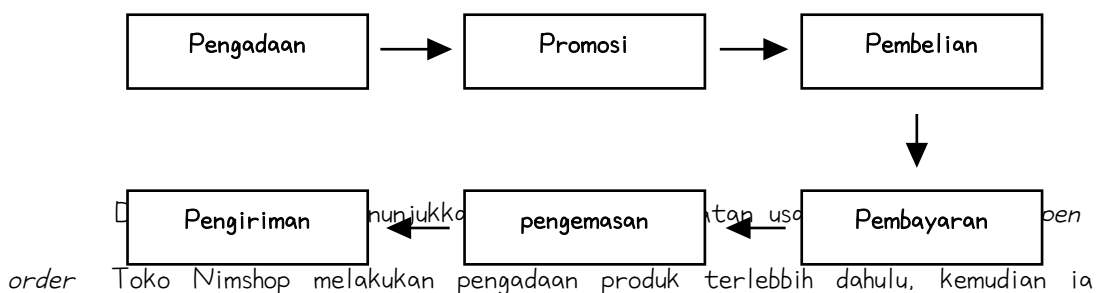 Pengadaan Promosi Pembelian
Pengiriman pengemasan Pembayaran
order Toko Nimshop melakukan pengadaan produk terlebbih dahulu, kemudian ia